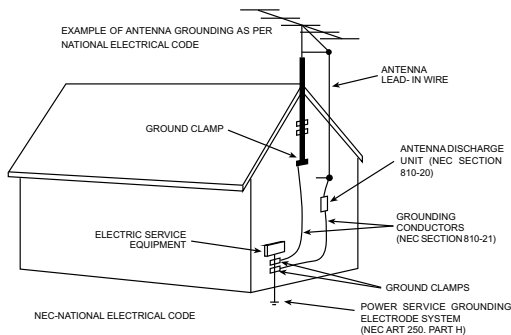 EXAMPLE OF ANTENNA GROUNDING AS PER
NATIONAL ELECTRICAL CODE
ANTENNA
LEAD- IN WIRE
GROUND CLAMP
ANTENNA DISCHARGE
UNIT (NEC SECTION
810-20)
ELECTRIC SERVICE
EQUIPMENT
GROUNDING
CONDUCTORS
(NEC SECTION 810-21)
GROUND CLAMPS
POWER SERVICE GROUNDING
ELECTRODE SYSTEM
(NEC ART 250. PART H)
NEC-NATIONAL ELECTRICAL CODE